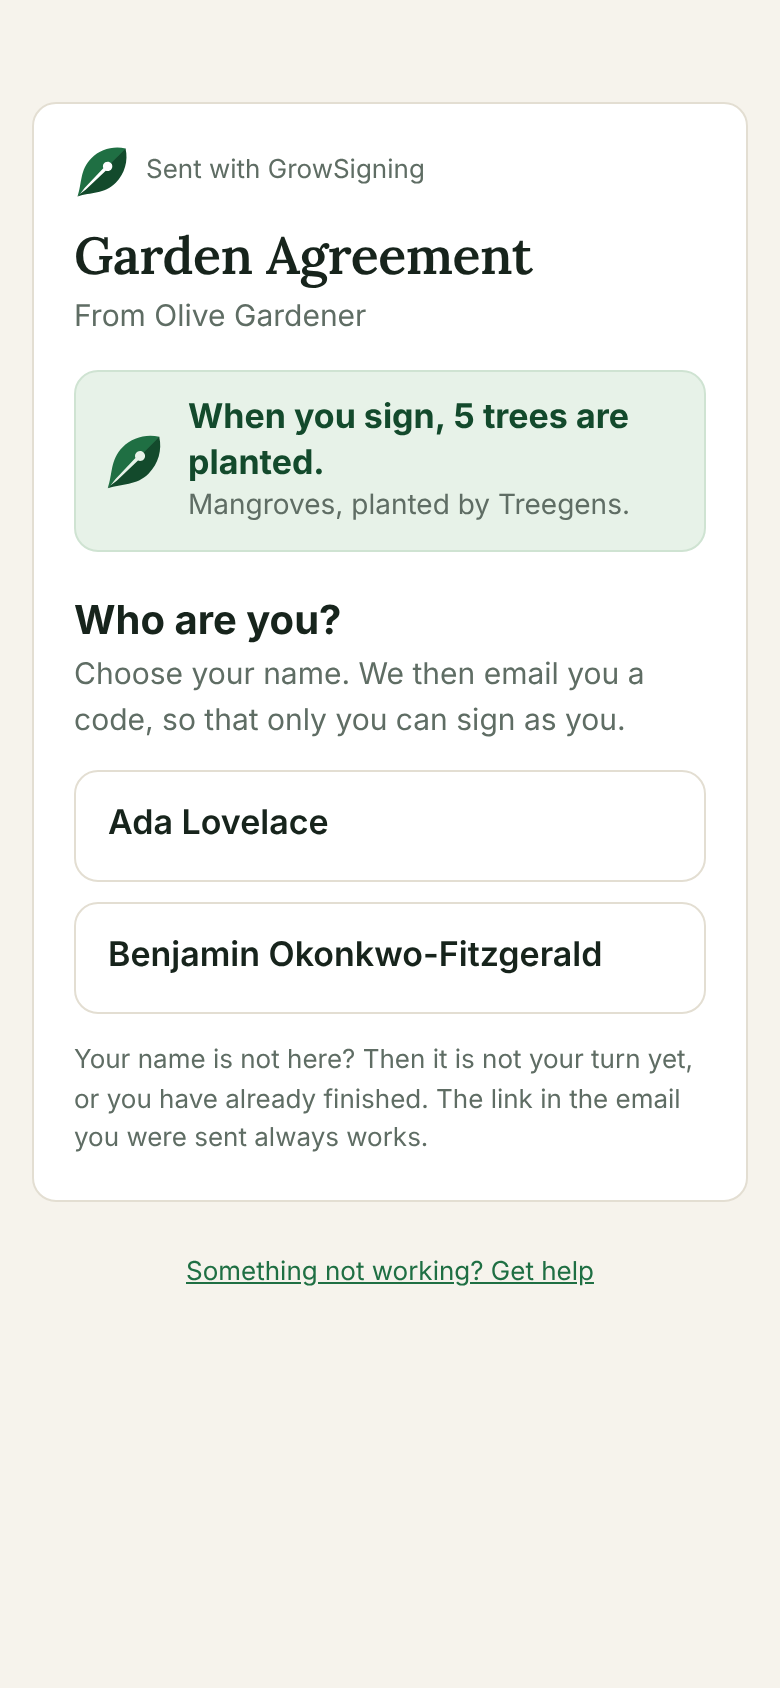 Sent with GrowSigning
Garden Agreement
From Olive Gardener
When you sign, 5 trees are
planted.
Mangroves, planted by Treegens.
Who are you?
Choose your name. We then email you a
code, so that only you can sign as you.
Ada Lovelace
Benjamin Okonkwo-Fitzgerald
Your name is not here? Then it is not your turn yet,
or you have already finished. The link in the email
you were sent always works.
Something not working? Get help